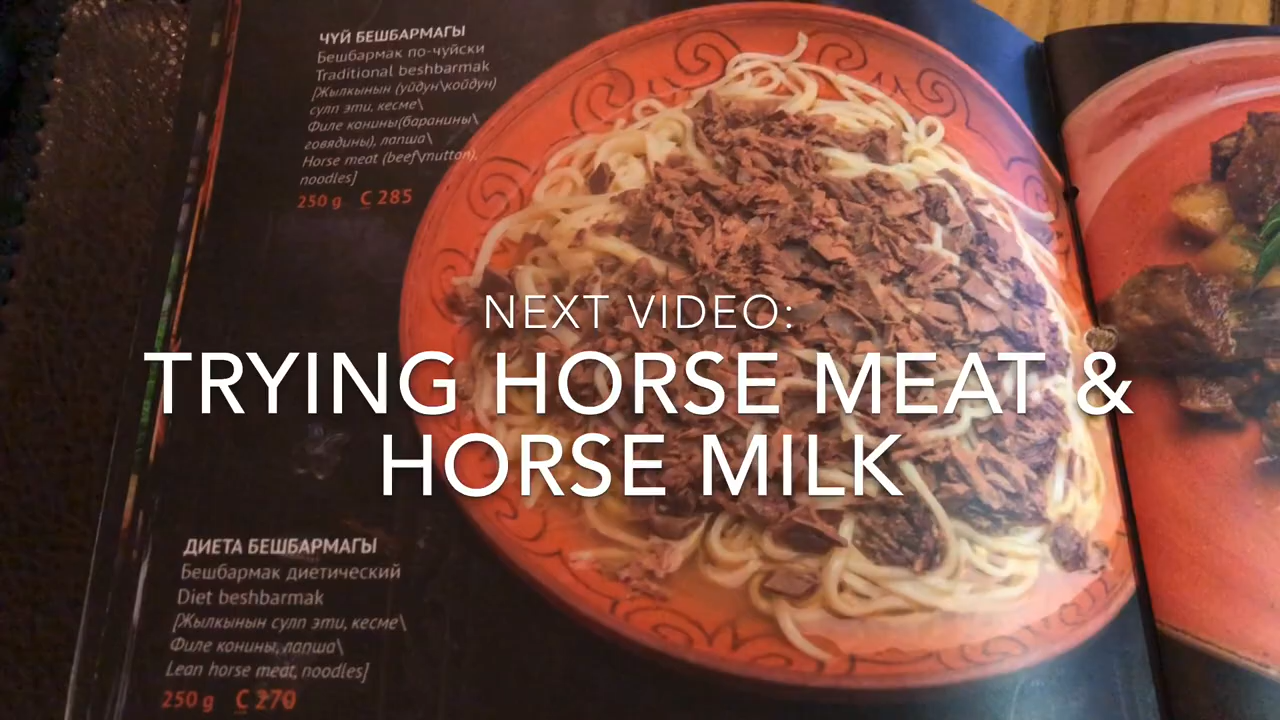 ЧҮЙ БЕШБАРМАГЫ
Бешбармак по-чуйски
Traditional beshbarmak
[Жылкынын (уйдун\койдун)
сулп эти, кесме\
Филе конины(баранины\
говядины), лапша\
Horse meat (beef\mutton),
noodles]
250 g С 285
NEXT VIDEO:
TRYING HORSE MEAT &
HORSE MILK
ДИЕТА БЕШБАРМАГЫ
Бешбармак диетический
Diet beshbarmak
[Жылкынын сулп эти, кесме\
Филе конины, лапша\
Lean horse meat, noodles]
250 g С 270